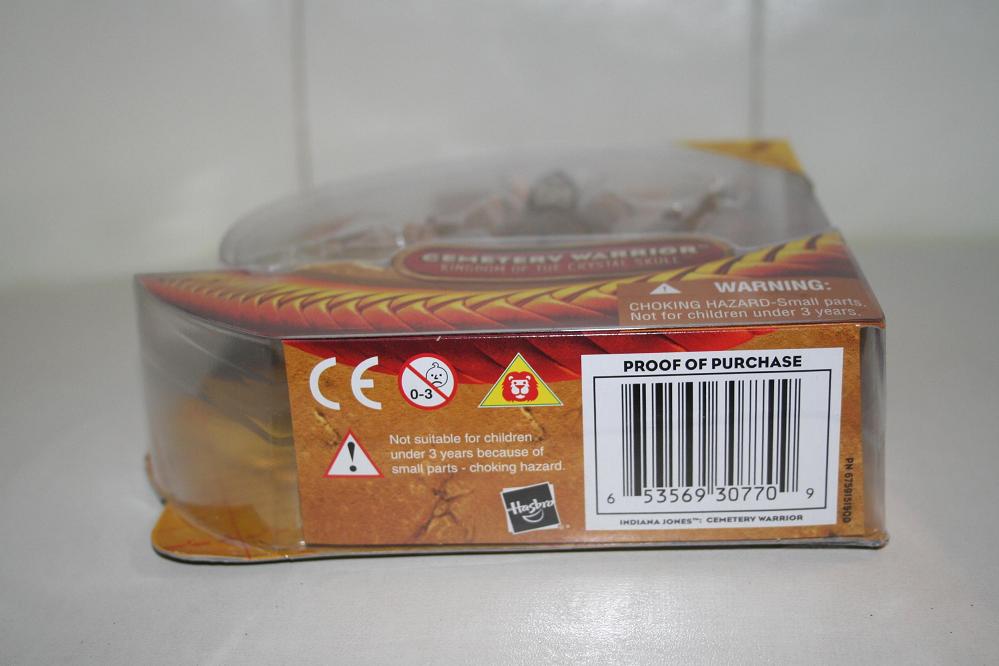 CEMETERY WARRIOR™
KINGDOM OF THE CRYSTAL SKULL
WARNING:
CHOKING HAZARD-Small parts.
Not for children under 3 years.
CE
0-3
Not suitable for children
under 3 years because of
small parts - choking hazard.
Hasbro
PROOF OF PURCHASE
6 53569 30770 9
INDIANA JONES™: CEMETERY WARRIOR